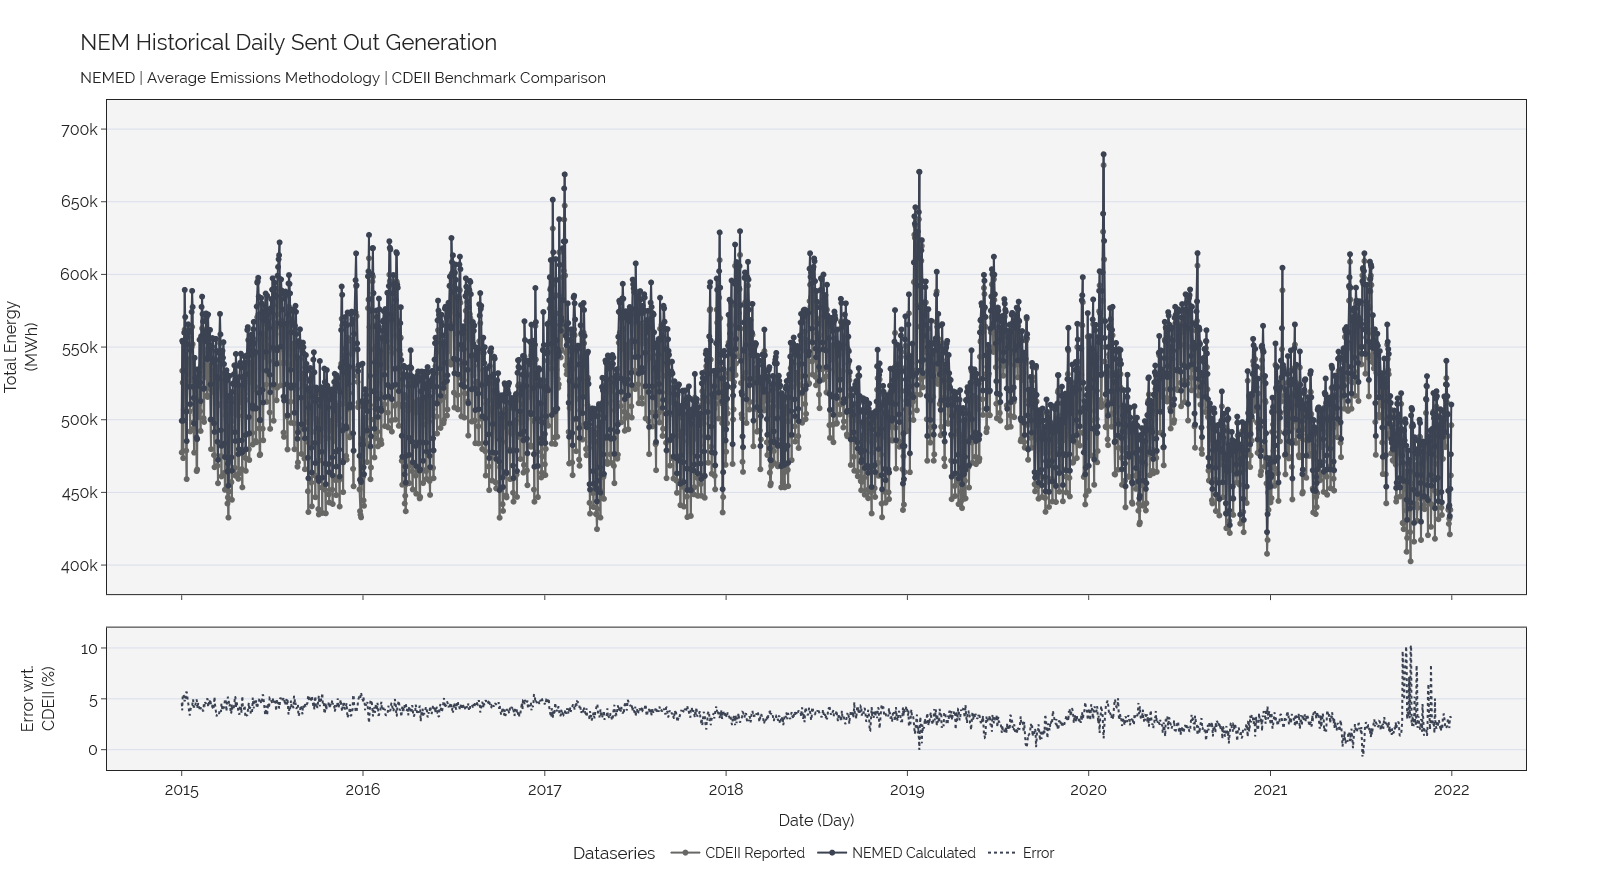 NEM Historical Daily Sent Out Generation
NEMED | Average Emissions Methodology | CDEII Benchmark Comparison
Total Energy
(MWh)
700k
650k
600k
550k
500k
450k
400k
Error wrt.
CDEII (%)
10
5
0
2015 2016 2017 2018 2019 2020 2021 2022
Date (Day)
Dataseries CDEII Reported NEMED Calculated Error